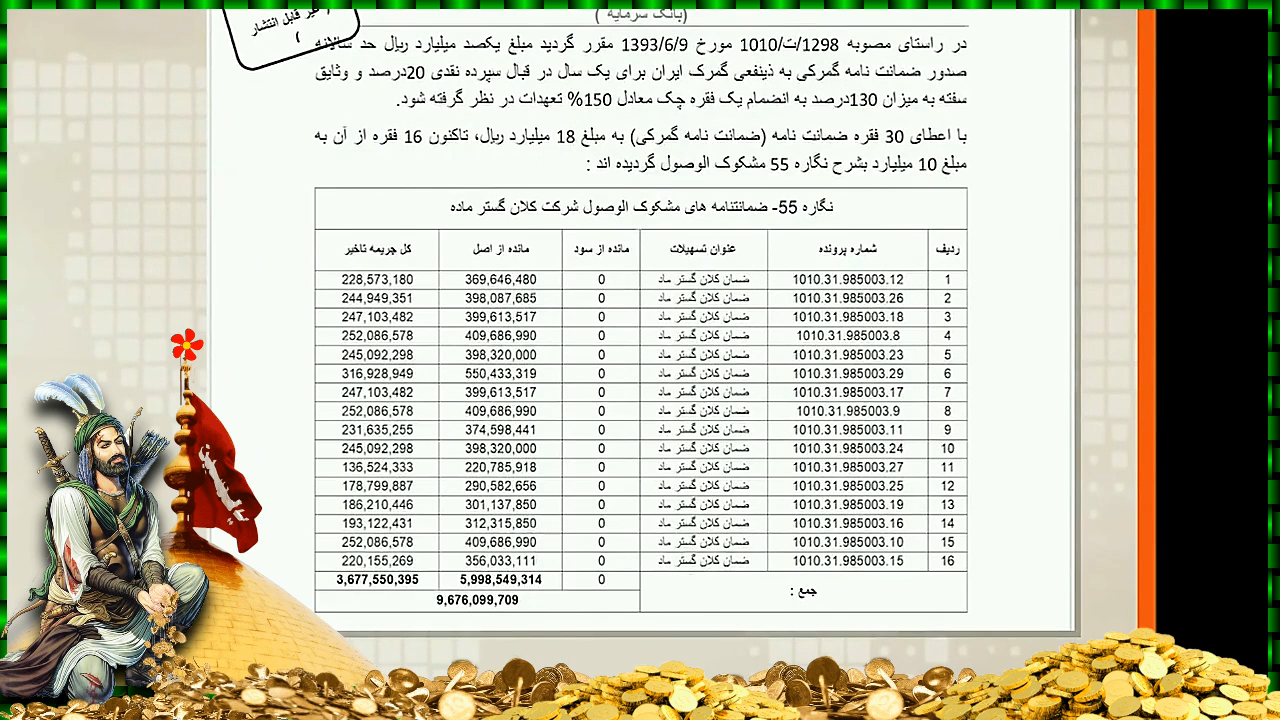 غیر قابل انتشار
(
(بانک سرمایه )
در راستای مصوبه 1298/ت/1010 مورخ 1393/6/9 مقرر گردید مبلغ یکصد میلیارد ریال حد سالانه
صدور ضمانت نامه گمرکی به ذینفعی گمرک ایران برای یک سال در قبال سپرده نقدی 20درصد و وثایق
سفته به میزان 130درصد به انضمام یک فقره چک معادل 150% تعهدات در نظر گرفته شود.
با اعطای 30 فقره ضمانت نامه (ضمانت نامه گمرکی) به مبلغ 18 میلیارد ریال، تاکنون 16 فقره از آن به
مبلغ 10 میلیارد بشرح نگاره 55 مشکوک الوصول گردیده اند :
نگاره 55- ضمانتنامه های مشکوک الوصول شرکت کلان گستر ماده
ردیف شماره پرونده عنوان تسهیلات مانده از سود مانده از اصل کل جریمه تاخیر
1 1010.31.985003.12 ضمان کلان گستر ماد 0 369,646,480 228,573,180
2 1010.31.985003.26 ضمان کلان گستر ماد 0 398,087,685 244,949,351
3 1010.31.985003.18 ضمان کلان گستر ماد 0 399,613,517 247,103,482
4 1010.31.985003.8 ضمان کلان گستر ماد 0 409,686,990 252,086,578
5 1010.31.985003.23 ضمان کلان گستر ماد 0 398,320,000 245,092,298
6 1010.31.985003.29 ضمان کلان گستر ماد 0 550,433,319 316,928,949
7 1010.31.985003.17 ضمان کلان گستر ماد 0 399,613,517 247,103,482
8 1010.31.985003.9 ضمان کلان گستر ماد 0 409,686,990 252,086,578
9 1010.31.985003.11 ضمان کلان گستر ماد 0 374,598,441 231,635,255
10 1010.31.985003.24 ضمان کلان گستر ماد 0 398,320,000 245,092,298
11 1010.31.985003.27 ضمان کلان گستر ماد 0 220,785,918 136,524,333
12 1010.31.985003.25 ضمان کلان گستر ماد 0 290,582,656 178,799,887
13 1010.31.985003.19 ضمان کلان گستر ماد 0 301,137,850 186,210,446
14 1010.31.985003.16 ضمان کلان گستر ماد 0 312,315,850 193,122,431
15 1010.31.985003.10 ضمان کلان گستر ماد 0 409,686,990 252,086,578
16 1010.31.985003.15 ضمان کلان گستر ماد 0 356,033,111 220,155,269
جمع : 0 5,998,549,314 3,677,550,395
9,676,099,709